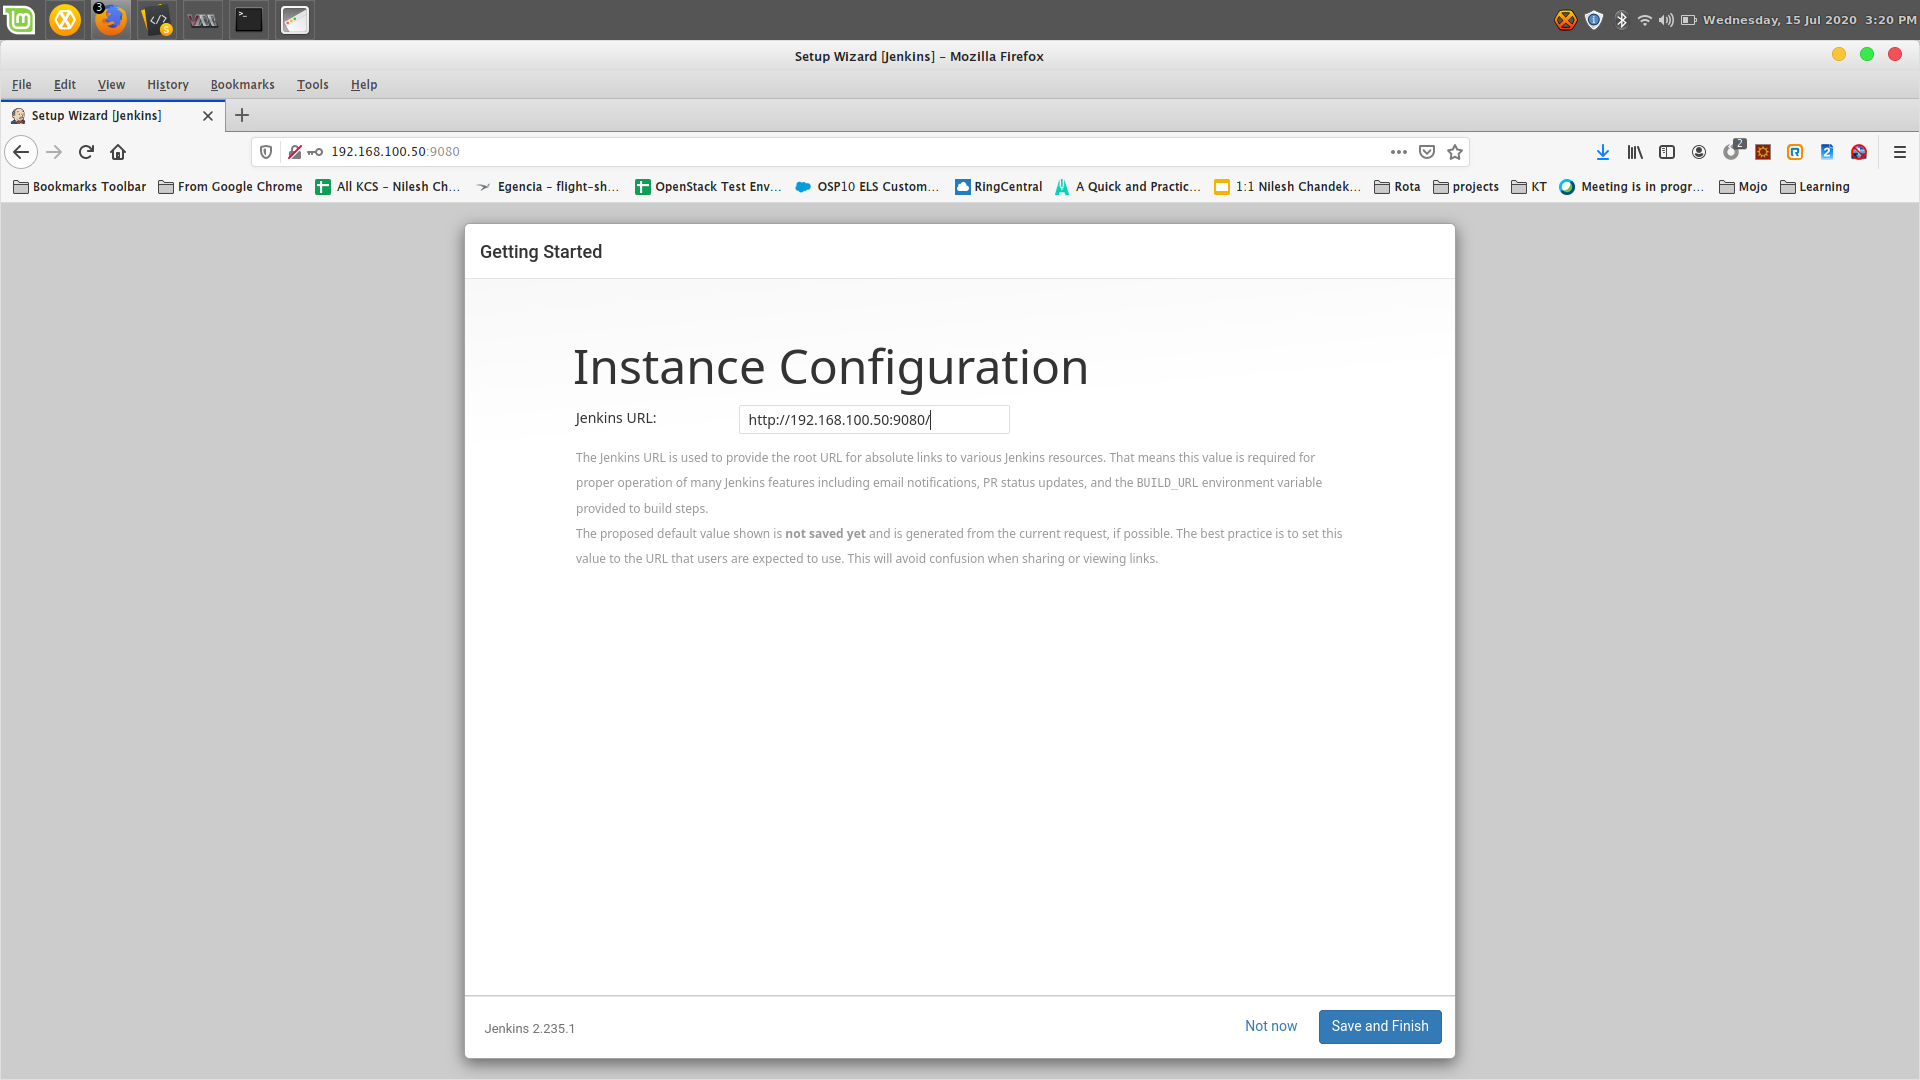 3
>_
S
Wednesday, 15 Jul 2020 3:20 PM
Setup Wizard [Jenkins] – Mozilla Firefox
File Edit View History Bookmarks Tools Help
Setup Wizard [Jenkins]
192.168.100.50:9080
2
2
Bookmarks Toolbar From Google Chrome All KCS – Nilesh Ch... Egencia – flight-sh... OpenStack Test Env... OSP10 ELS Custom... RingCentral A Quick and Practic... 1:1 Nilesh Chandek... Rota projects KT Meeting is in progr... Mojo Learning
Getting Started
Instance Configuration
Jenkins URL: http://192.168.100.50:9080/
The Jenkins URL is used to provide the root URL for absolute links to various Jenkins resources. That means this value is required for
proper operation of many Jenkins features including email notifications, PR status updates, and the BUILD_URL environment variable
provided to build steps.
The proposed default value shown is not saved yet and is generated from the current request, if possible. The best practice is to set this
value to the URL that users are expected to use. This will avoid confusion when sharing or viewing links.
Jenkins 2.235.1 Not now Save and Finish